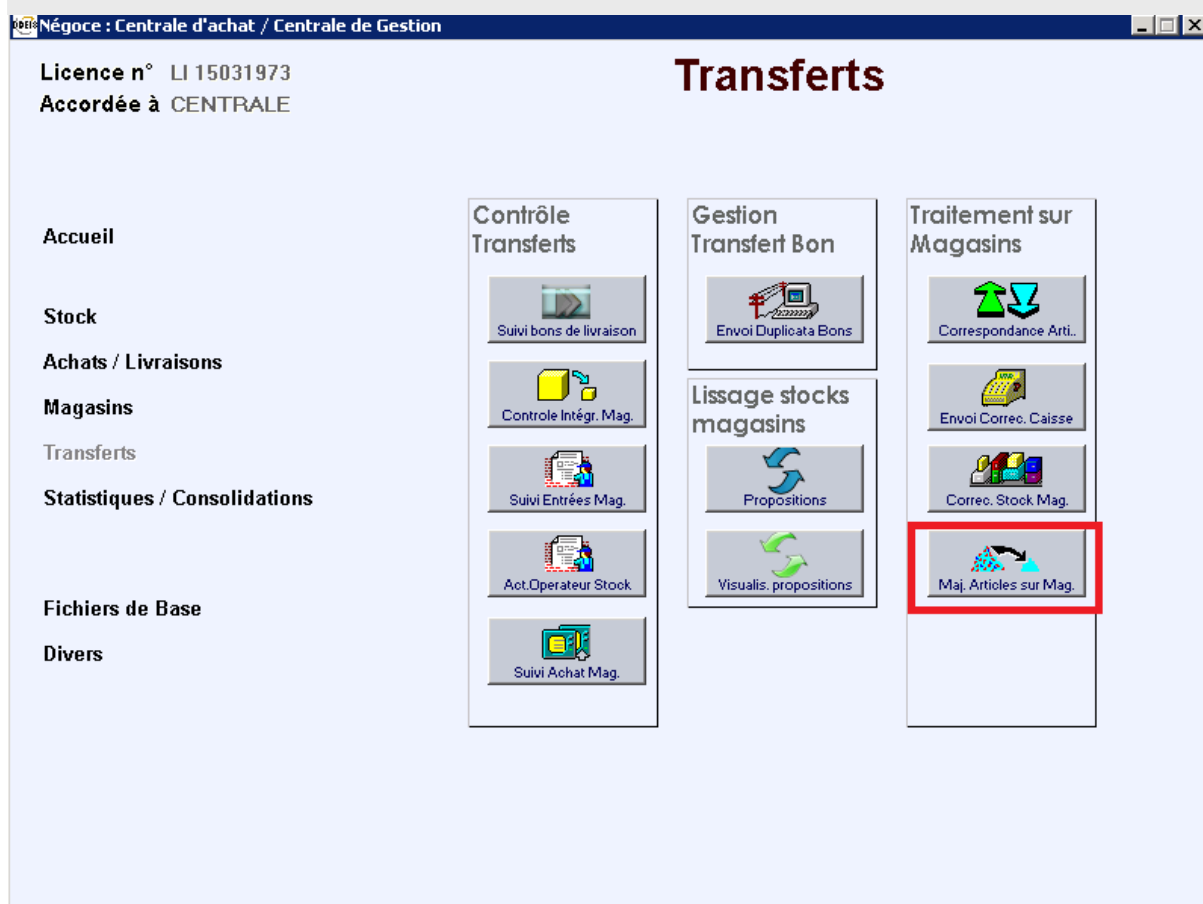 Négoce : Centrale d'achat / Centrale de Gestion
Licence n° LI 15031973
Accordée à CENTRALE
Transferts
Accueil
Stock
Achats / Livraisons
Magasins
Transferts
Statistiques / Consolidations
Fichiers de Base
Divers
Contrôle
Transferts
Suivi bons de livraison
Controle Intégr. Mag.
Suivi Entrées Mag.
Act.Operateur Stock
Suivi Achat Mag.
Gestion
Transfert Bon
Envoi Duplicata Bons
Lissage stocks
magasins
Propositions
Visualis. propositions
Traitement sur
Magasins
Correspondance Arti..
Envoi Correc. Caisse
Correc. Stock Mag.
Maj. Articles sur Mag.